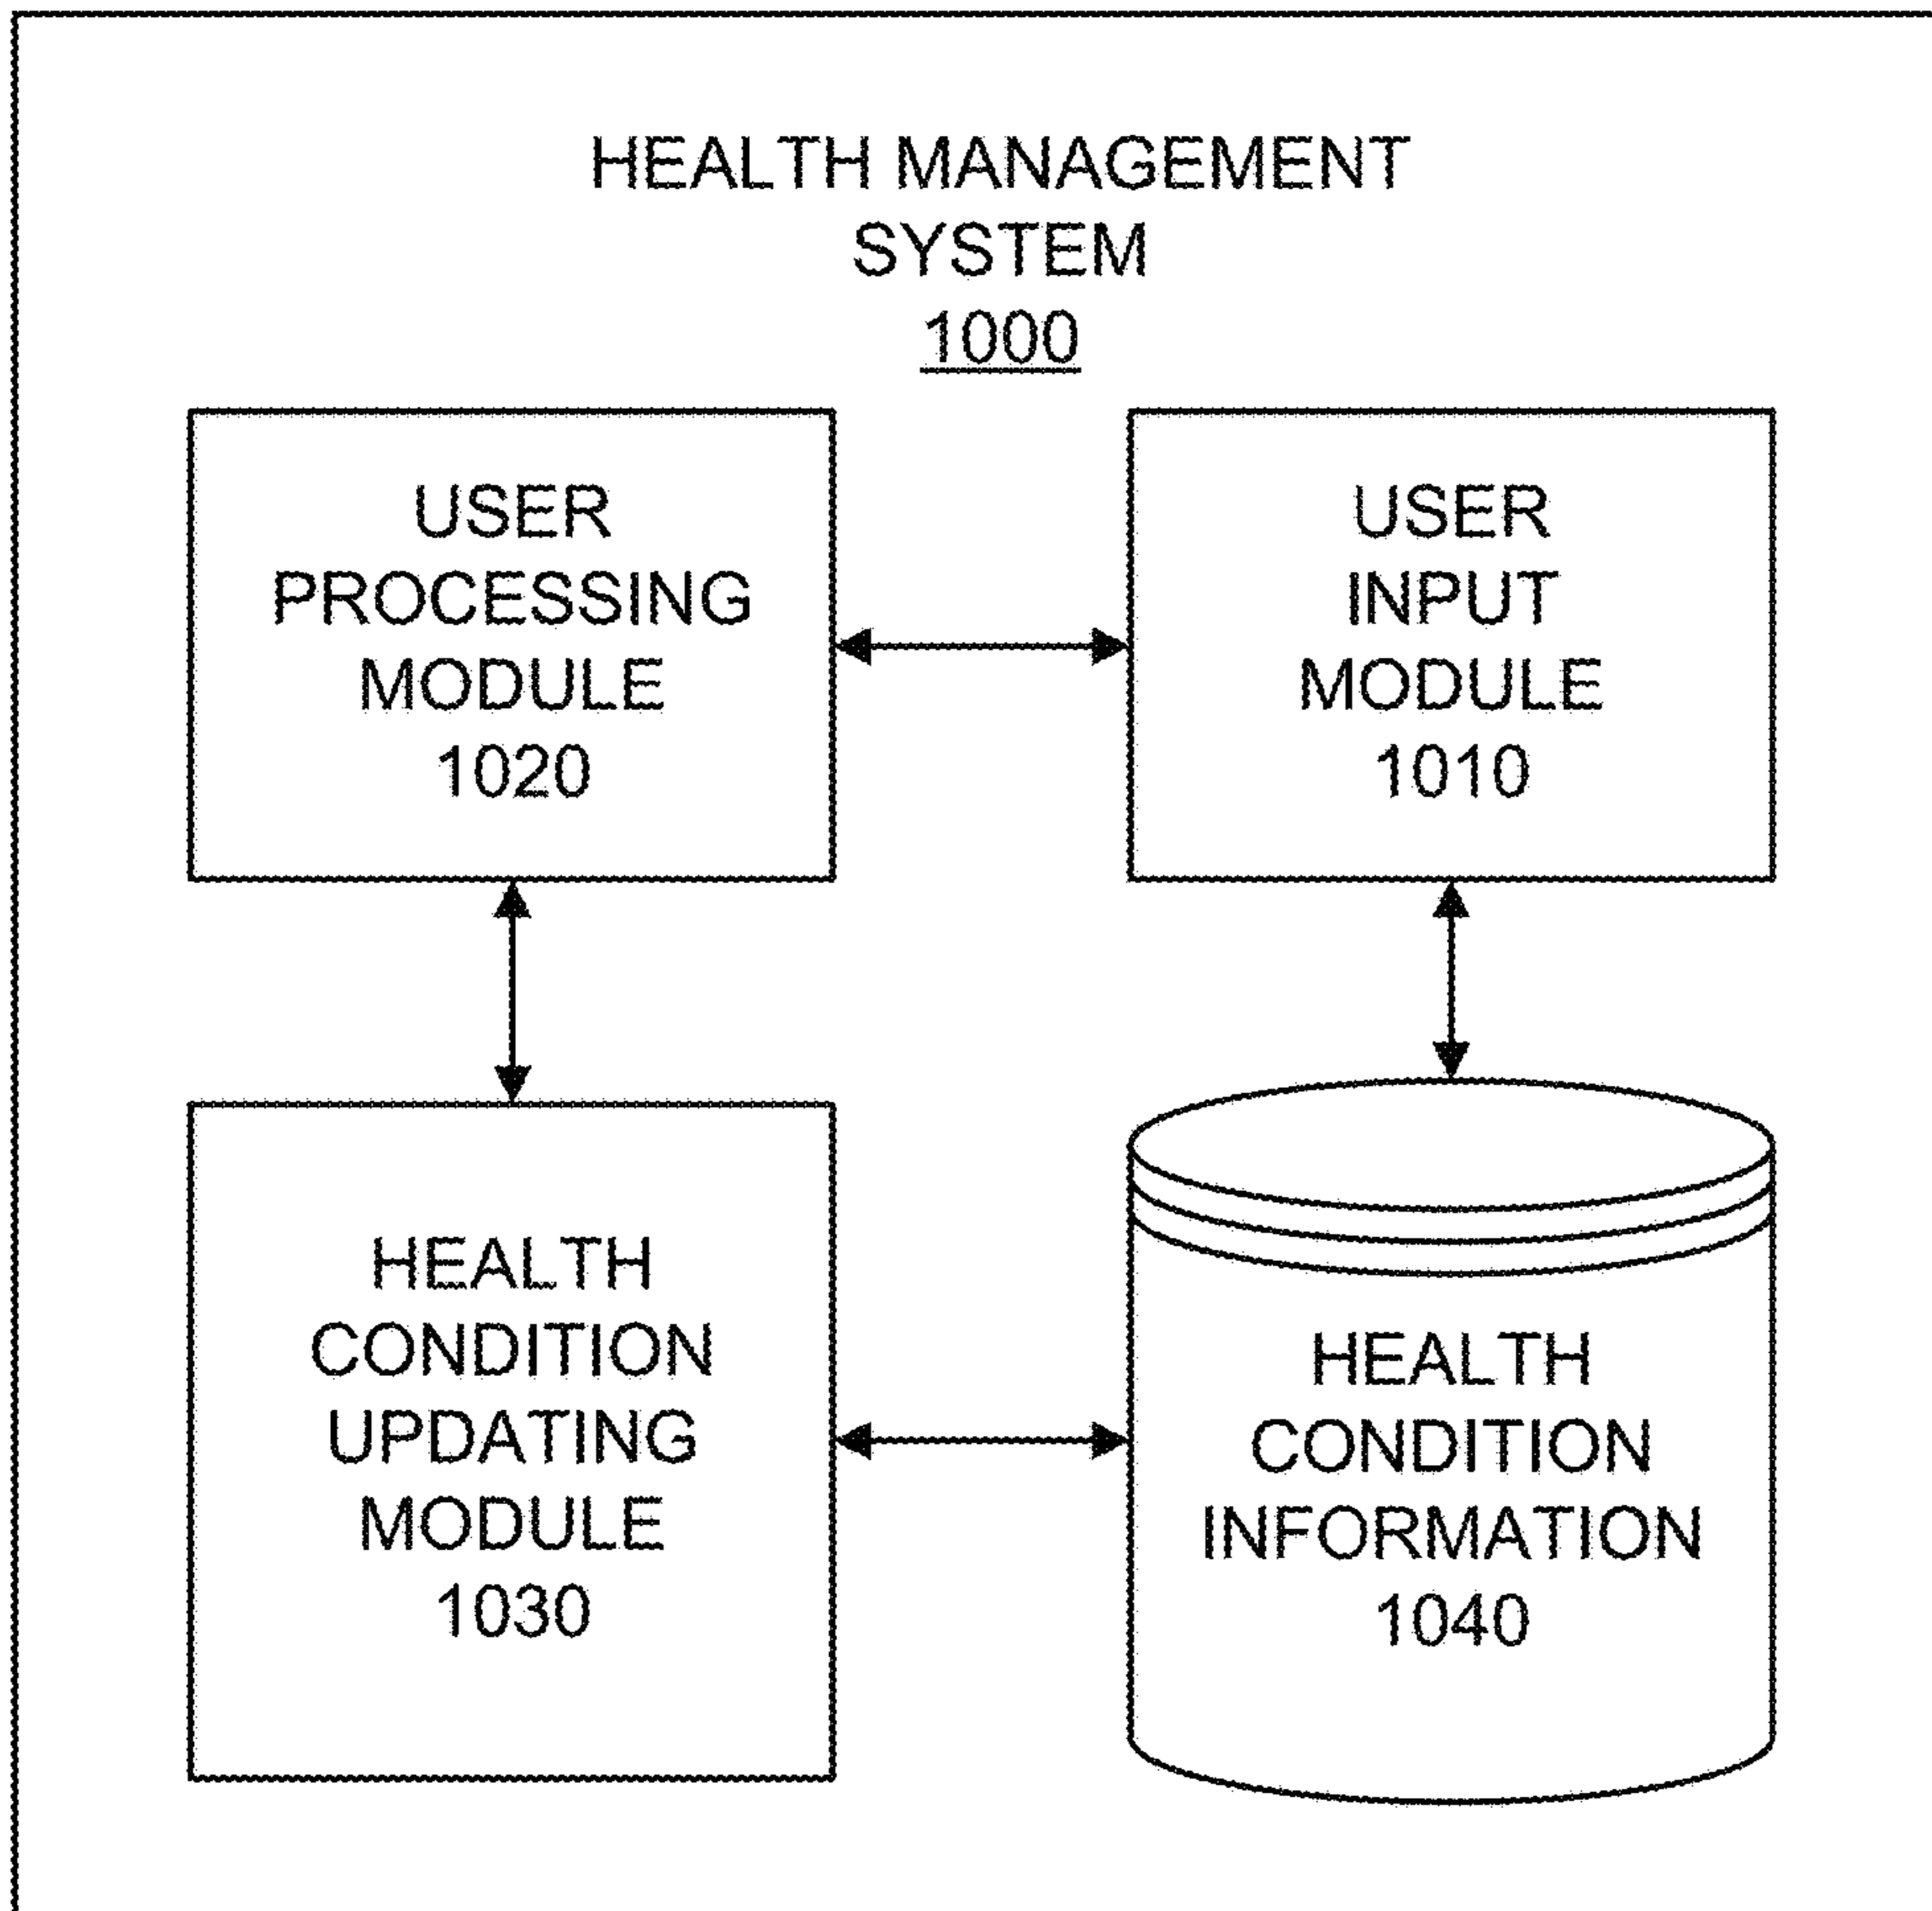 HEALTH MANAGEMENT
SYSTEM
1000
USER
PROCESSING
MODULE
1020
USER
INPUT
MODULE
1010
HEALTH
CONDITION
UPDATING
MODULE
1030
HEALTH
CONDITION
INFORMATION
1040